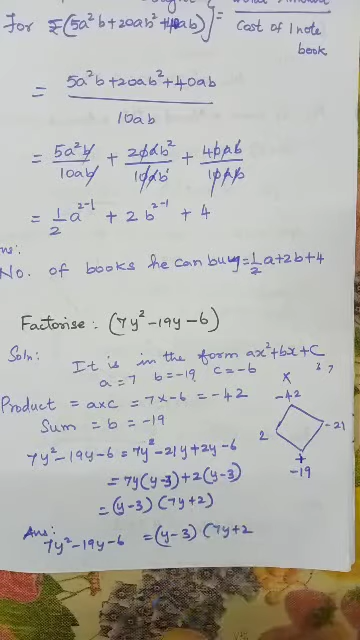 For ₹(5a²b+20ab²+40ab)} =
Cost of 1 note
book
= 5a²b+20ab²+40ab / 10ab
= 5a²b/10ab + 20ab²/10ab + 40ab/10ab
= 1/2 a²⁻¹ + 2b²⁻¹ + 4
No. of books he can buy = 1/2 a+2b+4
Factorise : (7y²-19y-6)
Soln: It is in the form ax²+bx+c
a=7 b=-19 c=-6
Product = axc = 7x-6 = -42
Sum = b = -19
7y²-19y-6 = 7y²-21y+2y-6
= 7y(y-3)+2(y-3)
= (y-3) (7y+2)
Ans: 7y²-19y-6 = (y-3) (7y+2
3 7
x
-42
2 -21
+
-19